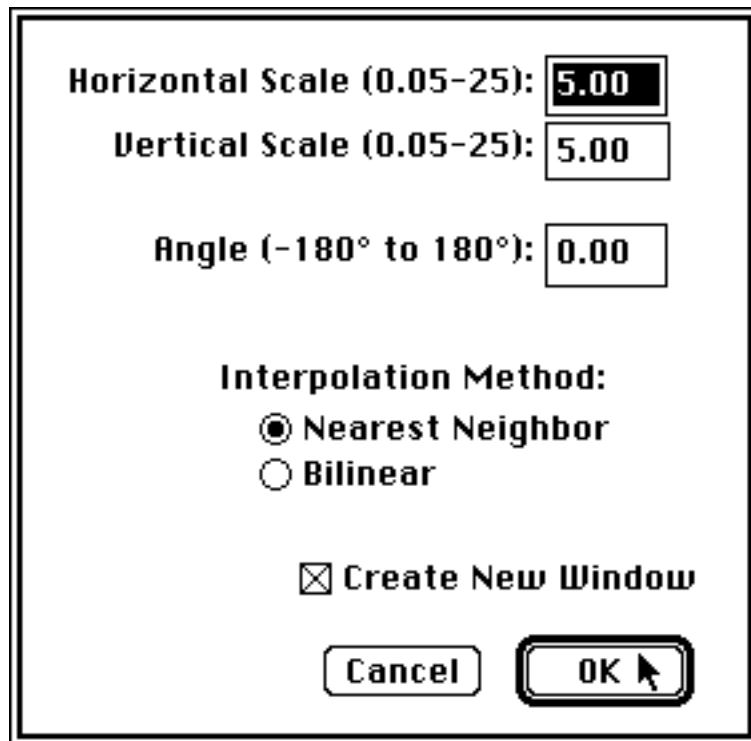 Horizontal Scale (0.05-25): 5.00
Vertical Scale (0.05-25): 5.00
Angle (-180° to 180°): 0.00
Interpolation Method:
Nearest Neighbor
Bilinear
Create New Window
Cancel OK